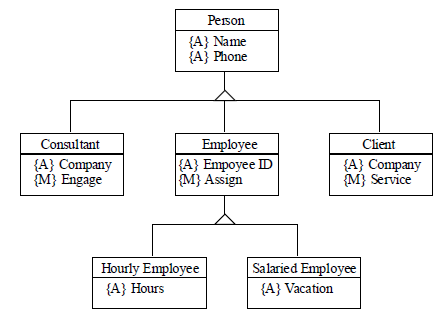 Person
{A} Name
{A} Phone
Consultant
{A} Company
{M} Engage
Employee
{A} Empoyee ID
{M} Assign
Client
{A} Company
{M} Service
Hourly Employee
{A} Hours
Salaried Employee
{A} Vacation